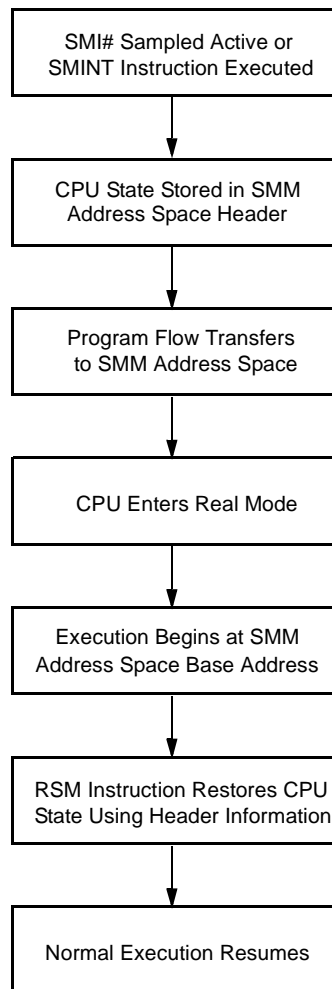 SMI# Sampled Active or
SMINT Instruction Executed
CPU State Stored in SMM
Address Space Header
Program Flow Transfers
to SMM Address Space
CPU Enters Real Mode
Execution Begins at SMM
Address Space Base Address
RSM Instruction Restores CPU
State Using Header Information
Normal Execution Resumes